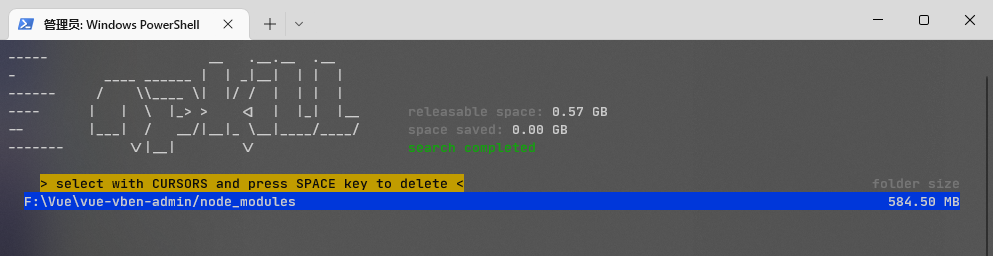 管理员: Windows PowerShell
releasable space: 0.57 GB
space saved: 0.00 GB
search completed
> select with CURSORS and press SPACE key to delete < folder size
F:\Vue\vue-vben-admin/node_modules 584.50 MB